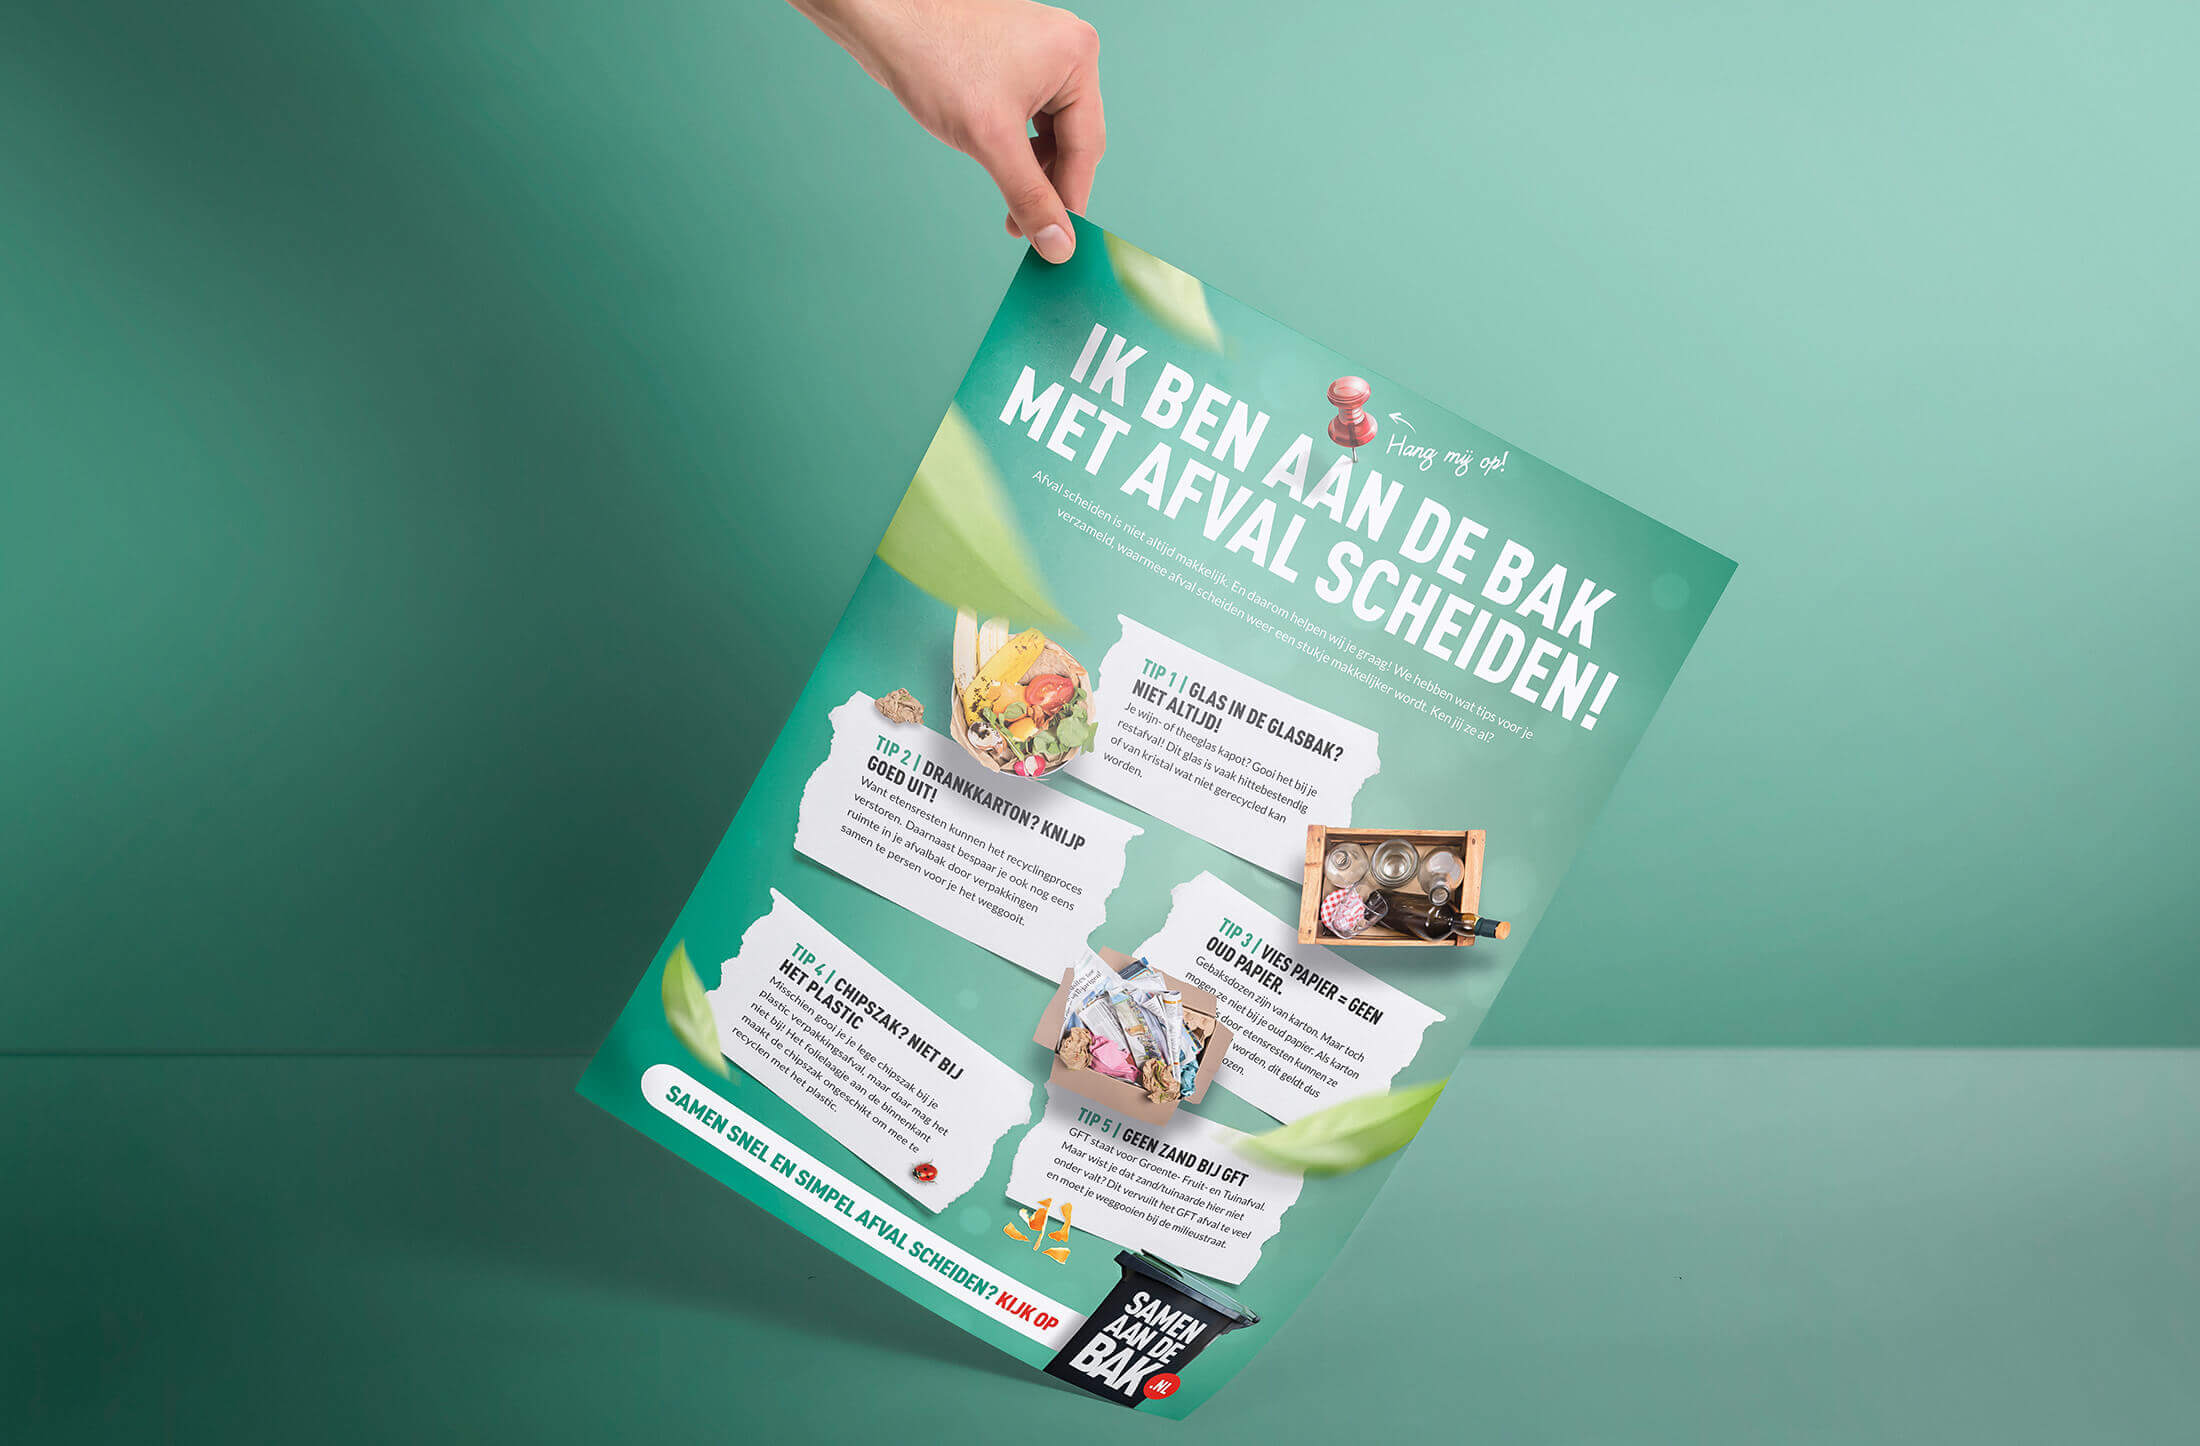 IK BEN AAN DE BAK
MET AFVAL SCHEIDEN!
Hang mij op!
Afval scheiden is niet altijd makkelijk. En daarom helpen wij je graag! We hebben wat tips voor je
verzameld, waarmee afval scheiden weer een stukje makkelijker wordt. Ken jij ze al?
TIP 1 | GLAS IN DE GLASBAK?
NIET ALTIJD!
Je wijn- of theeglas kapot? Gooi het bij je
restafval! Dit glas is vaak hittebestendig
of van kristal wat niet gerecycled kan
worden.
TIP 2 | DRANKKARTON? KNIJP
GOED UIT!
Want etensresten kunnen het recyclingproces
verstoren. Daarnaast bespaar je ook nog eens
ruimte in je afvalbak door verpakkingen
samen te persen voor je het weggooit.
TIP 3 | VIES PAPIER = GEEN
OUD PAPIER.
Gebaksdozen zijn van karton. Maar toch
mogen ze niet bij je oud papier. Als karton
door etensresten kunnen ze
worden, dit geldt dus
TIP 4 | CHIPSZAK? NIET BIJ
HET PLASTIC
Misschien gooi je je lege chipszak bij je
plastic verpakkingsafval, maar daar mag het
niet bij! Het folielaagje aan de binnenkant
maakt de chipszak ongeschikt om mee te
recyclen met het plastic.
TIP 5 | GEEN ZAND BIJ GFT
GFT staat voor Groente- Fruit- en Tuinafval.
Maar wist je dat zand/tuinaarde hier niet
onder valt? Dit vervuilt het GFT afval te veel
en moet je weggooien bij de milieustraat.
SAMEN SNEL EN SIMPEL AFVAL SCHEIDEN? KIJK OP
SAMEN
AAN DE
BAK
.NL